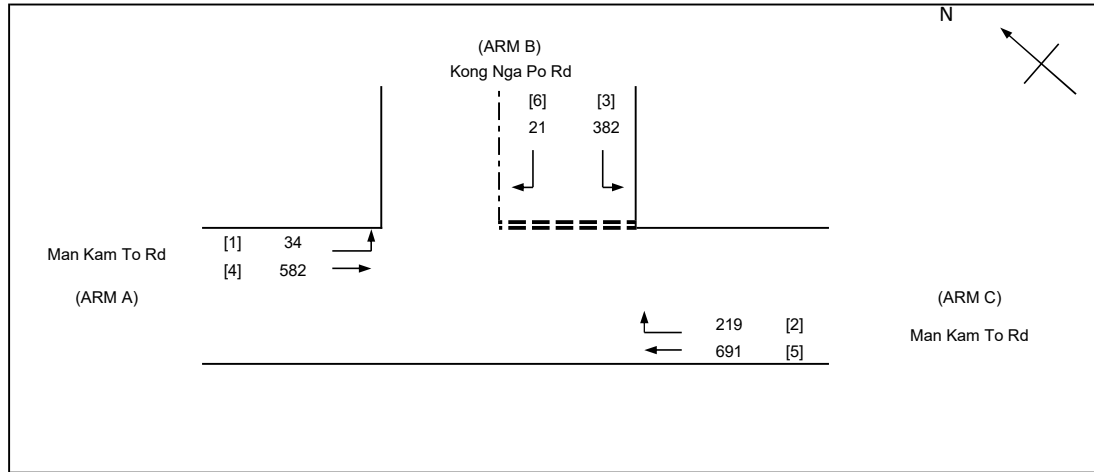 N
(ARM B)
Kong Nga Po Rd
[6] [3]
21 382
[1] 34
Man Kam To Rd
[4] 582
(ARM A)
(ARM C)
219 [2]
Man Kam To Rd
691 [5]